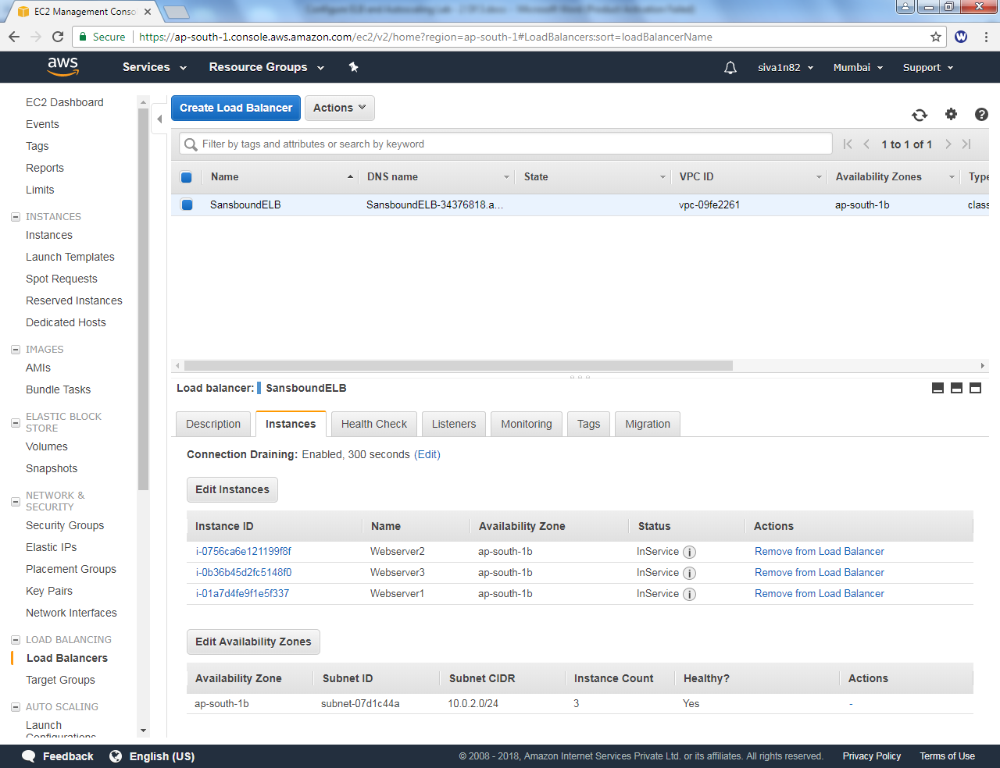 EC2 Management Conso
Secure https://ap-south-1.console.aws.amazon.com/ec2/v2/home?region=ap-south-1#LoadBalancers:sort=loadBalancerName
aws Services Resource Groups siva1n82 Mumbai Support
EC2 Dashboard
Events
Tags
Reports
Limits
INSTANCES
Instances
Launch Templates
Spot Requests
Reserved Instances
Dedicated Hosts
IMAGES
AMIs
Bundle Tasks
ELASTIC BLOCK
STORE
Volumes
Snapshots
NETWORK &
SECURITY
Security Groups
Elastic IPs
Placement Groups
Key Pairs
Network Interfaces
LOAD BALANCING
Load Balancers
Target Groups
AUTO SCALING
Launch
Configurations
Create Load Balancer Actions
Filter by tags and attributes or search by keyword 1 to 1 of 1
Name DNS name State VPC ID Availability Zones Type
SansboundELB SansboundELB-34376818.a... vpc-09fe2261 ap-south-1b class
Load balancer: SansboundELB
Description Instances Health Check Listeners Monitoring Tags Migration
Connection Draining: Enabled, 300 seconds (Edit)
Edit Instances
Instance ID Name Availability Zone Status Actions
i-0756ca6e121199f8f Webserver2 ap-south-1b InService Remove from Load Balancer
i-0b36b45d2fc5148f0 Webserver3 ap-south-1b InService Remove from Load Balancer
i-01a7d4fe9f1e5f337 Webserver1 ap-south-1b InService Remove from Load Balancer
Edit Availability Zones
Availability Zone Subnet ID Subnet CIDR Instance Count Healthy? Actions
ap-south-1b subnet-07d1c44a 10.0.2.0/24 3 Yes -
Feedback English (US) © 2008 - 2018, Amazon Internet Services Private Ltd. or its affiliates. All rights reserved. Privacy Policy Terms of Use